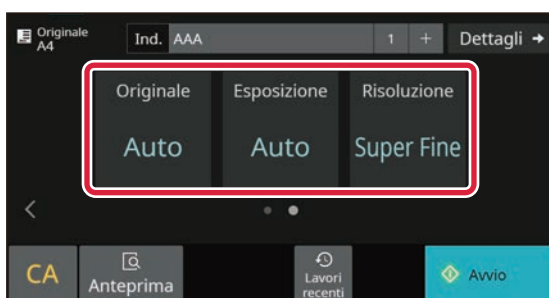 Originale
A4
Ind. AAA 1 + Dettagli →
Originale Esposizione Risoluzione
Auto Auto Super Fine
CA Anteprima Lavori
recenti Avvio